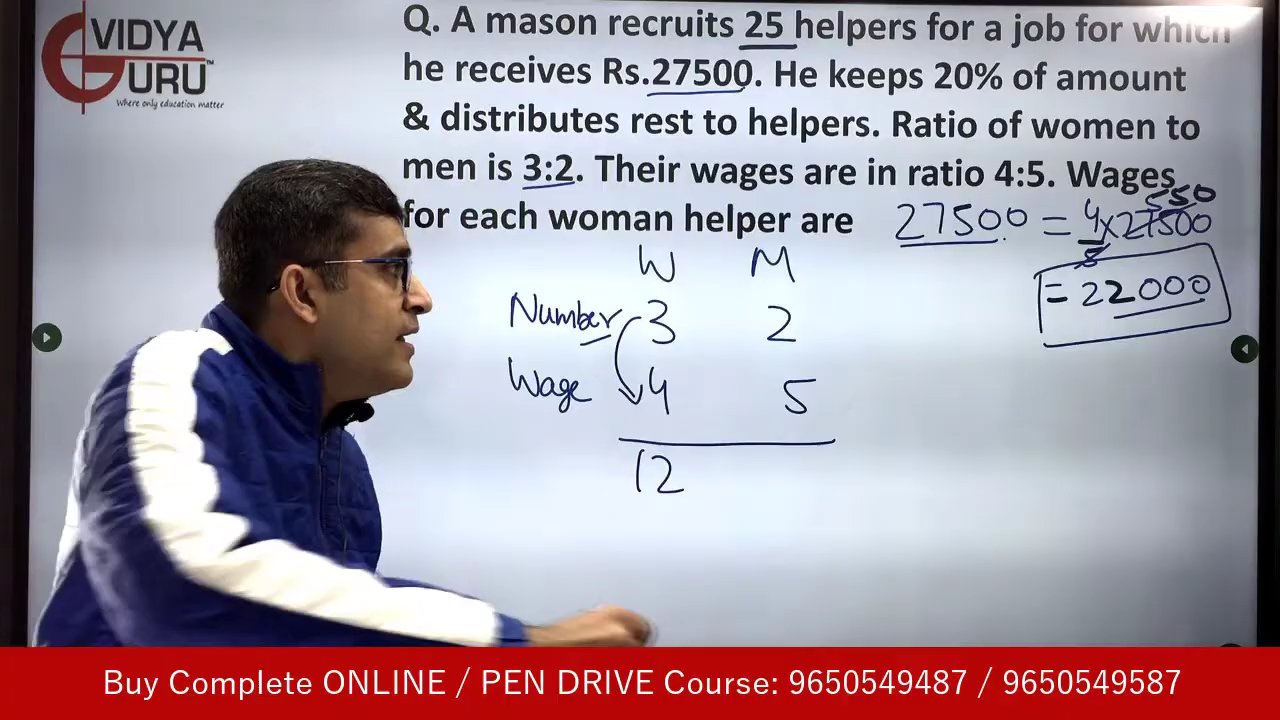 VIDYA
GURU
Where only education matter
Q. A mason recruits 25 helpers for a job for which
he receives Rs.27500. He keeps 20% of amount
& distributes rest to helpers. Ratio of women to
men is 3:2. Their wages are in ratio 4:5. Wages
for each woman helper are
27500 = 4/5 x 27500
550
= 22000
W M
Number 3 2
Wage 4 5
12
Buy Complete ONLINE / PEN DRIVE Course: 9650549487 / 9650549587